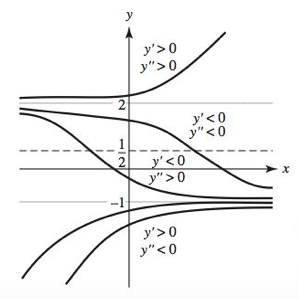 y
y′ > 0
y″ > 0
2
y′ < 0
y″ < 0
1
2
y′ < 0
y″ > 0
x
−1
y′ > 0
y″ < 0